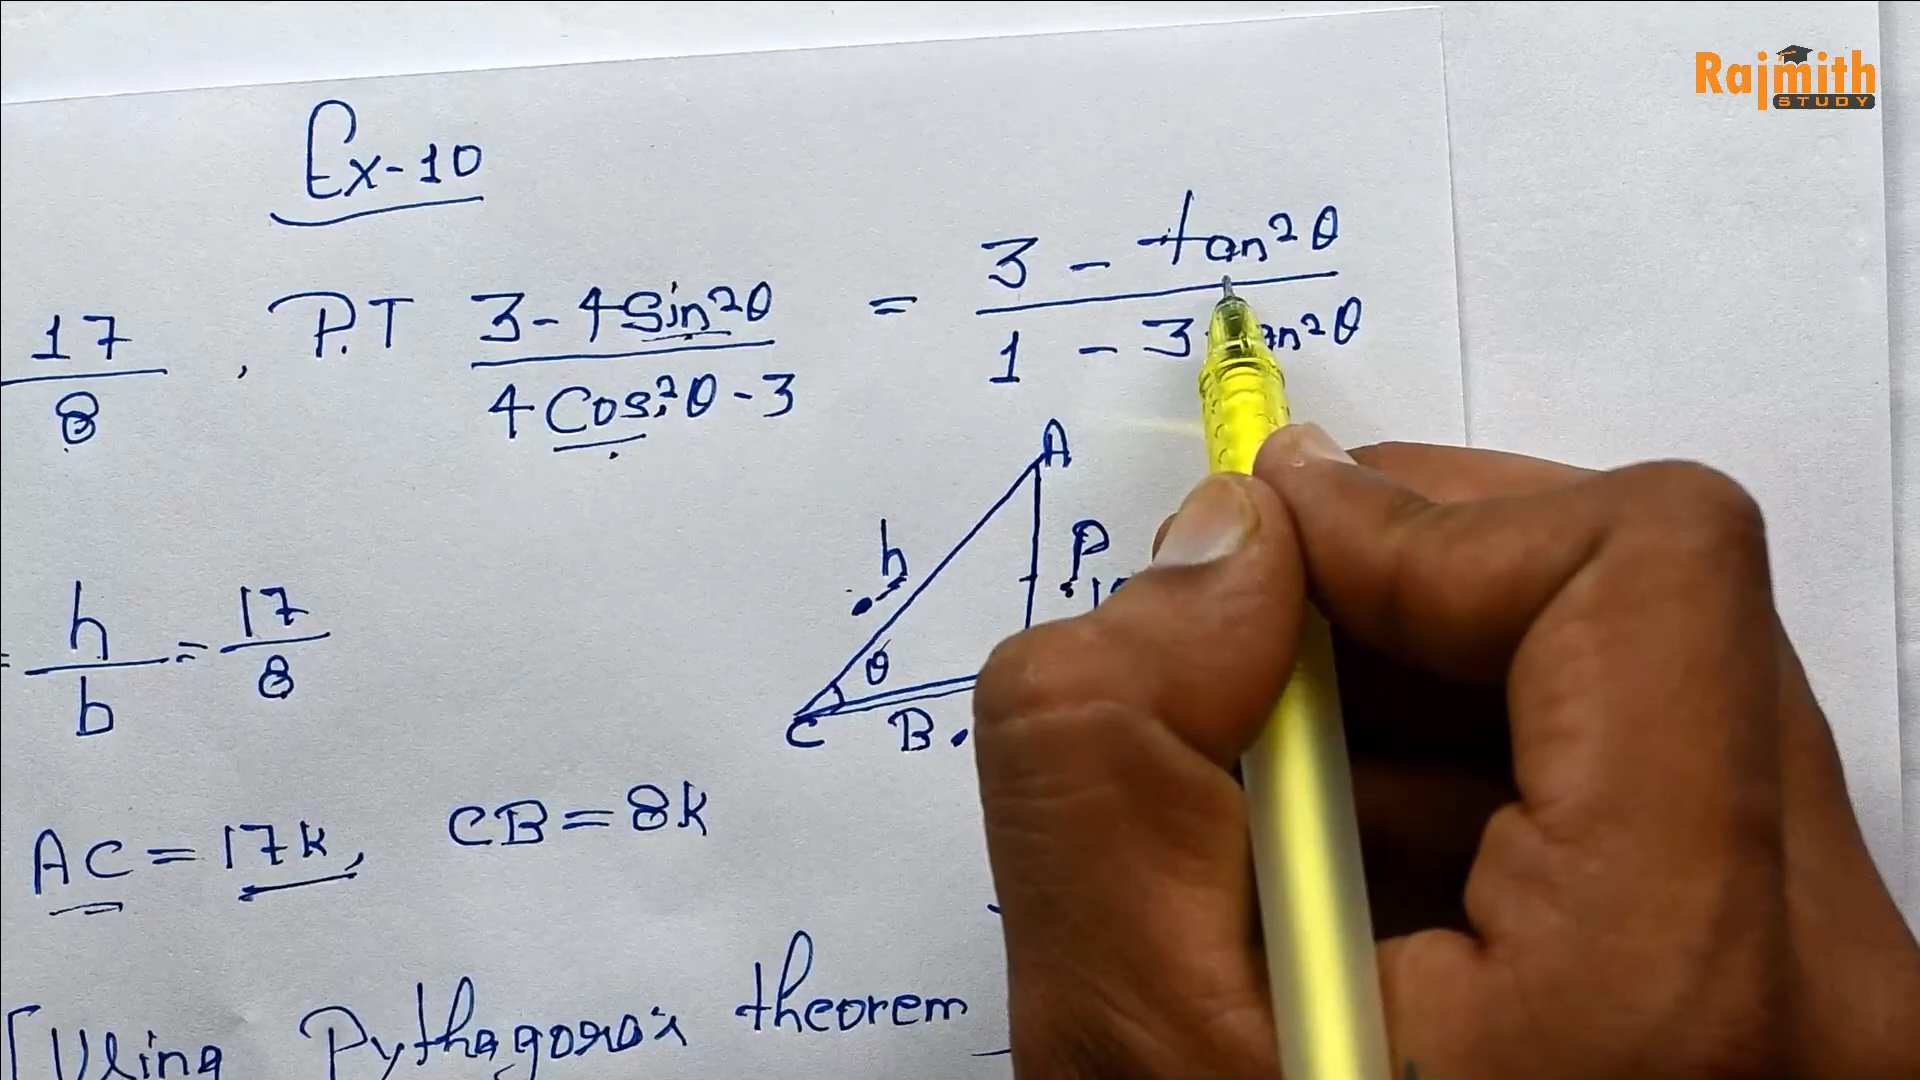 Rajmith
STUDY
Ex-10
17/8 , P.T (3-4sin²θ)/(4cos²θ-3) = (3-tan²θ)/(1-3tan²θ)
A
h
P
θ
C B
= h/b = 17/8
AC = 17k, CB = 8k
[Using Pythagoras theorem